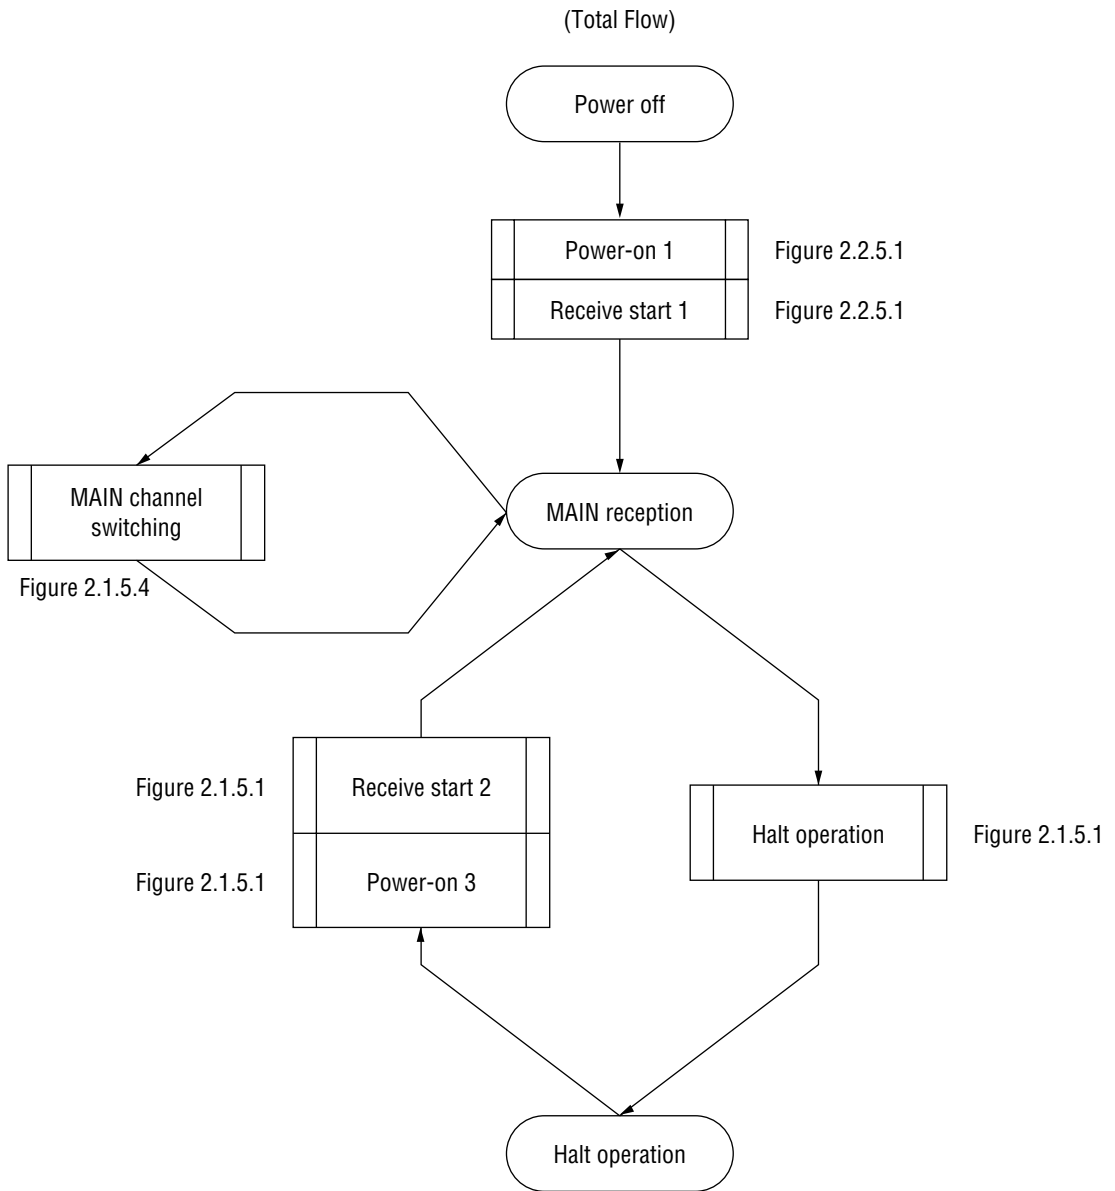 (Total Flow)
Power off
Power-on 1
Figure 2.2.5.1
Receive start 1
Figure 2.2.5.1
MAIN channel
switching
Figure 2.1.5.4
MAIN reception
Figure 2.1.5.1
Receive start 2
Figure 2.1.5.1
Power-on 3
Halt operation
Figure 2.1.5.1
Halt operation